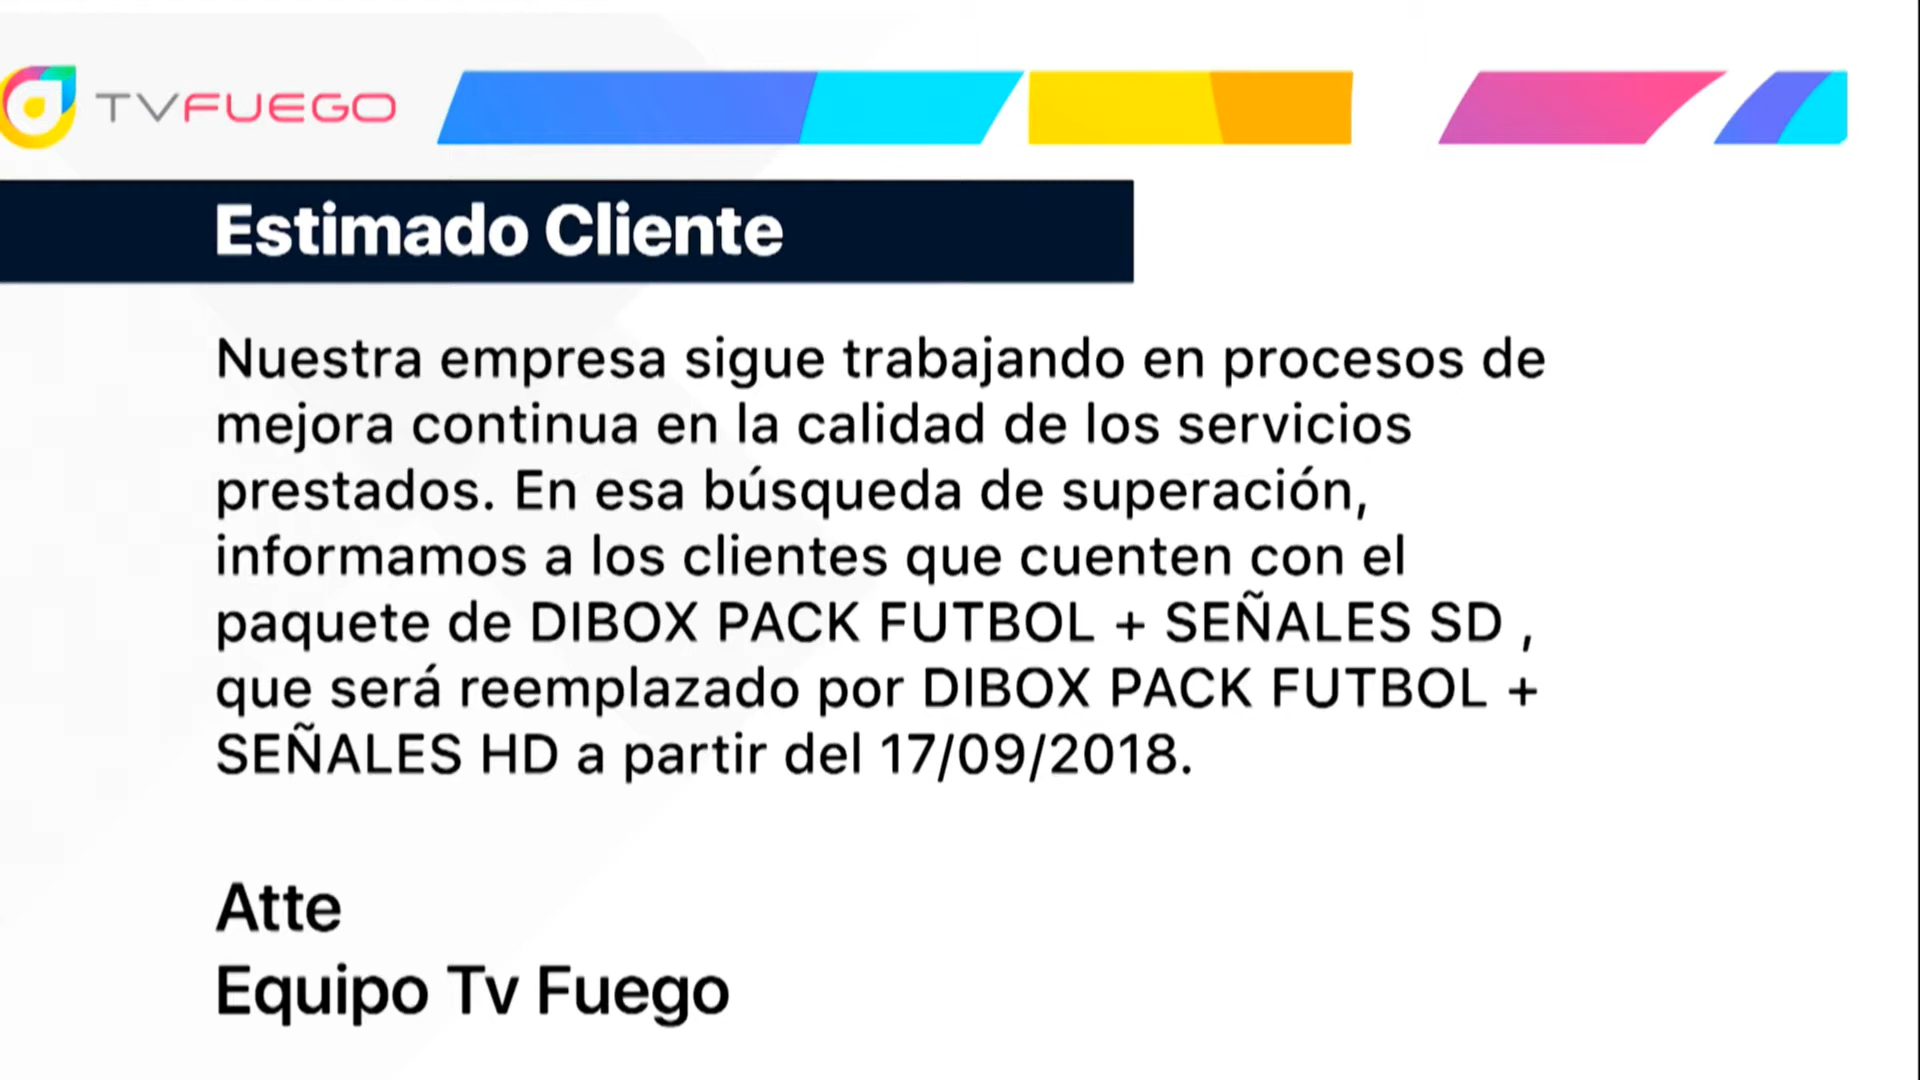 TVFUEGO
Estimado Cliente
Nuestra empresa sigue trabajando en procesos de
mejora continua en la calidad de los servicios
prestados. En esa búsqueda de superación,
informamos a los clientes que cuenten con el
paquete de DIBOX PACK FUTBOL + SEÑALES SD ,
que será reemplazado por DIBOX PACK FUTBOL +
SEÑALES HD a partir del 17/09/2018.
Atte
Equipo Tv Fuego